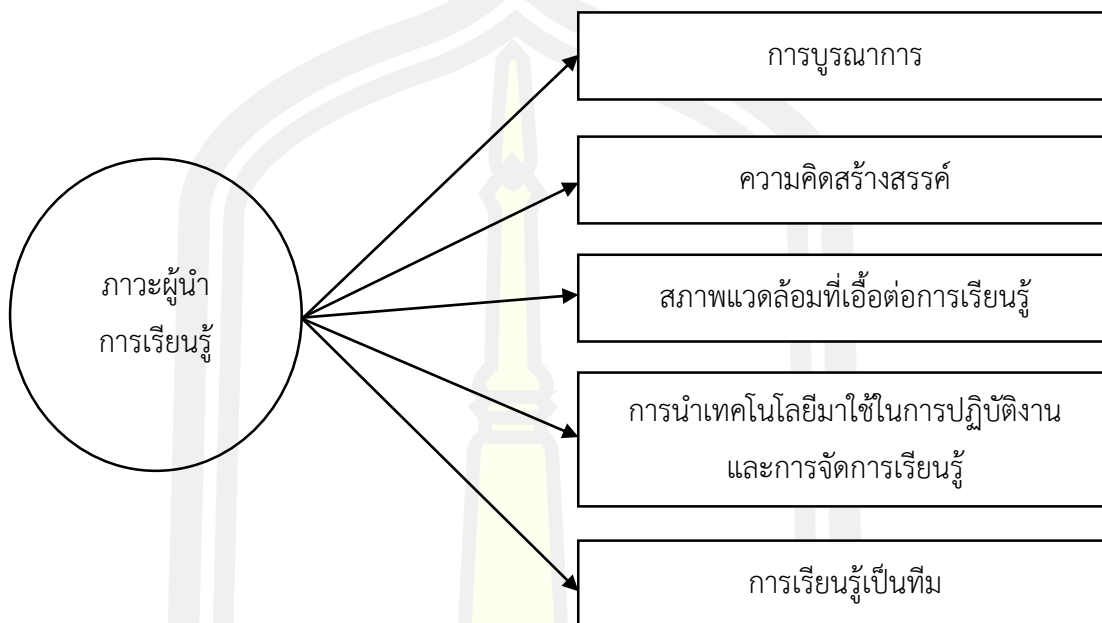 ภาวะผู้นำ
การเรียนรู้
การบูรณาการ
ความคิดสร้างสรรค์
สภาพแวดล้อมที่เอื้อต่อการเรียนรู้
การนำเทคโนโลยีมาใช้ในการปฏิบัติงาน
และการจัดการเรียนรู้
การเรียนรู้เป็นทีม